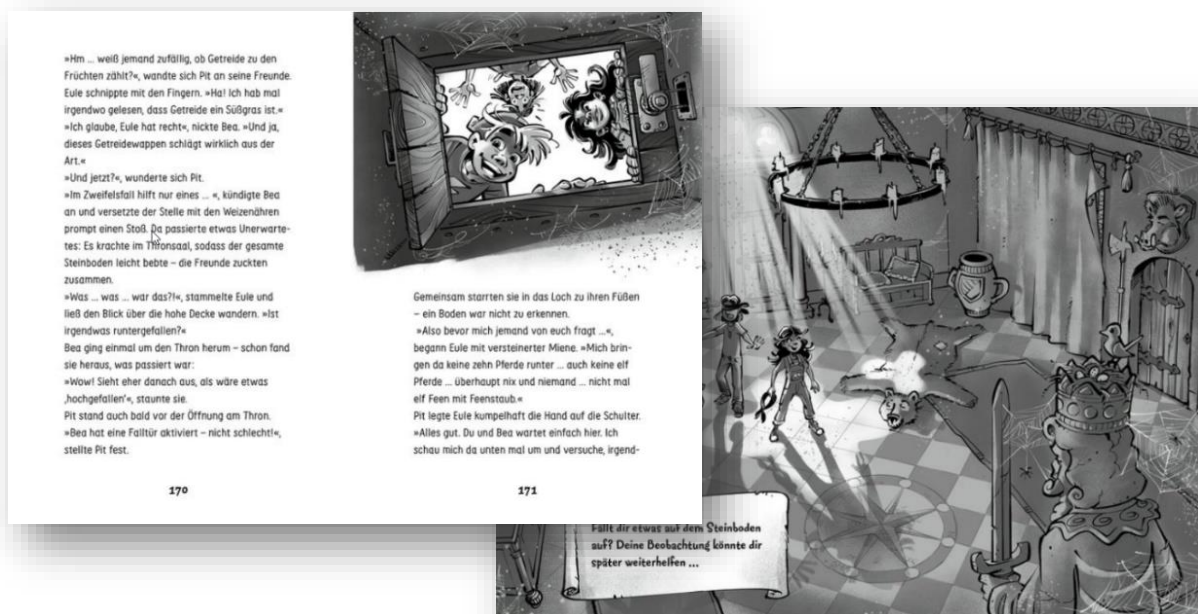 »Hm ... weiß jemand zufällig, ob Getreide zu den
Früchten zählt?«, wandte sich Pit an seine Freunde.
Eule schnippte mit den Fingern. »Ha! Ich hab mal
irgendwo gelesen, dass Getreide ein Süßgras ist.«
»Ich glaube, Eule hat recht«, nickte Bea. »Und ja,
dieses Getreidewappen schlägt wirklich aus der
Art.«
»Und jetzt?«, wunderte sich Pit.
»Im Zweifelsfall hilft nur eines ... «, kündigte Bea
an und versetzte der Stelle mit den Weizenähren
prompt einen Stoß. Da passierte etwas Unerwarte-
tes: Es krachte im Thronsaal, sodass der gesamte
Steinboden leicht bebte – die Freunde zuckten
zusammen.
»Was ... was ... war das?!«, stammelte Eule und
ließ den Blick über die hohe Decke wandern. »Ist
irgendwas runtergefallen?«
Bea ging einmal um den Thron herum – schon fand
sie heraus, was passiert war:
»Wow! Sieht eher danach aus, als wäre etwas
‚hochgefallen‘«, staunte sie.
Pit stand auch bald vor der Öffnung am Thron.
»Bea hat eine Falltür aktiviert – nicht schlecht!«,
stellte Pit fest.
170
Gemeinsam starrten sie in das Loch zu ihren Füßen
– ein Boden war nicht zu erkennen.
»Also bevor mich jemand von euch fragt ...«,
begann Eule mit versteinerter Miene. »Mich brin-
gen da keine zehn Pferde runter ... auch keine elf
Pferde ... überhaupt nix und niemand ... nicht mal
elf Feen mit Feenstaub.«
Pit legte Eule kumpelhaft die Hand auf die Schulter.
»Alles gut. Du und Bea wartet einfach hier. Ich
schau mich da unten mal um und versuche, irgend-
171
Fällt dir etwas auf dem Steinboden
auf? Deine Beobachtung könnte dir
später weiterhelfen ...